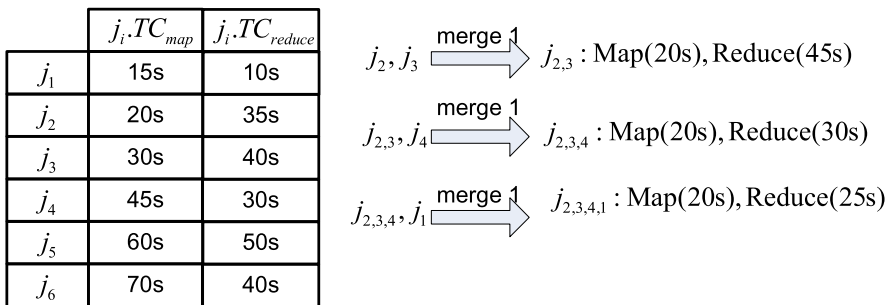 j_i.TC_map j_i.TC_reduce
j_1 15s 10s
j_2 20s 35s
j_3 30s 40s
j_4 45s 30s
j_5 60s 50s
j_6 70s 40s
j_2, j_3 merge 1 j_2,3 : Map(20s), Reduce(45s)
j_2,3, j_4 merge 1 j_2,3,4 : Map(20s), Reduce(30s)
j_2,3,4, j_1 merge 1 j_2,3,4,1 : Map(20s), Reduce(25s)